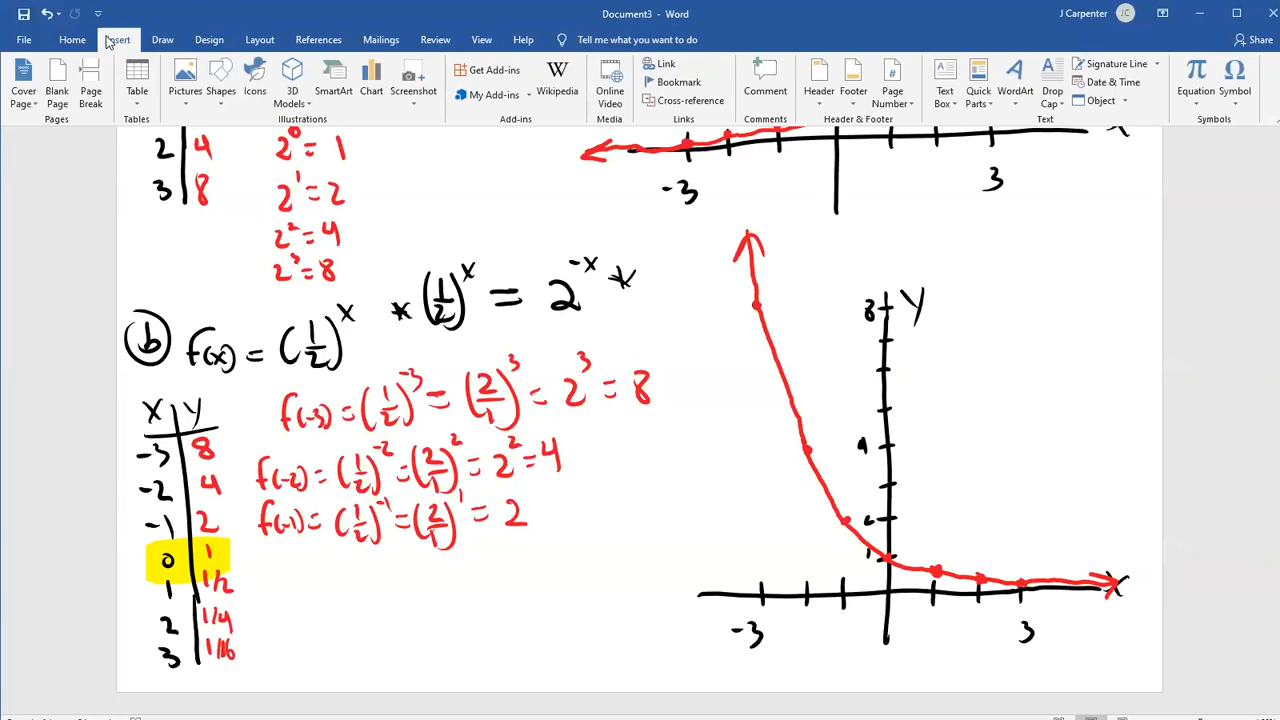 Document3 - Word
J Carpenter JC
File Home Insert Draw Design Layout References Mailings Review View Help Tell me what you want to do Share
Cover Page Blank Page Page Break
Table
Pictures Shapes Icons 3D Models SmartArt Chart Screenshot
Get Add-ins
My Add-ins
Wikipedia
Online Video
Link
Bookmark
Cross-reference
Comment
Header Footer Page Number
Text Box Quick Parts WordArt Drop Cap
Signature Line
Date & Time
Object
Equation Symbol
Pages Tables Illustrations Add-ins Media Links Comments Header & Footer Text Symbols
2⁰ = 1
2 4
2¹ = 2
3 8
2² = 4
2³ = 8
-3 3 X
b f(x) = (1/2)^x * (1/2)^x = 2^-x *
X Y
f(-3) = (1/2)^-3 = (2/1)^3 = 2^3 = 8
-3 8
f(-2) = (1/2)^-2 = (2/1)^2 = 2^2 = 4
-2 4
f(-1) = (1/2)^-1 = (2/1)^1 = 2
-1 2
0 1
1 1/2
2 1/4
3 1/16
8 Y
4
2
1
X
-3 3